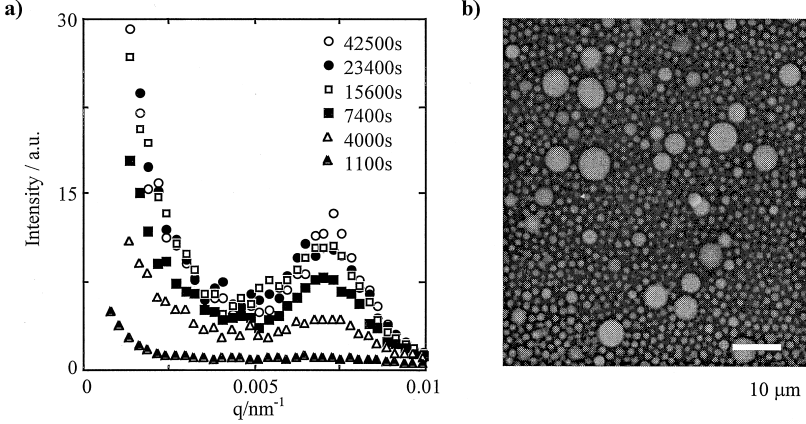 a)
30
15
0
Intensity / a.u.
42500s
23400s
15600s
7400s
4000s
1100s
0
0.005
0.01
q/nm-1
b)
10 µm